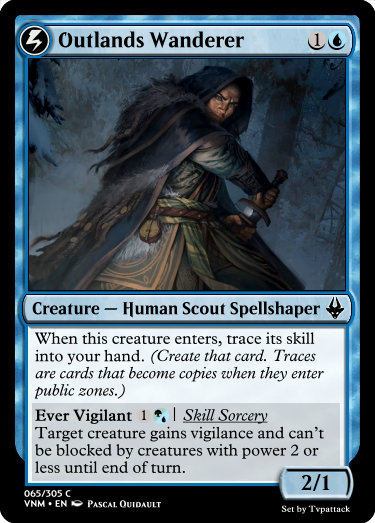 Outlands Wanderer 1
Creature — Human Scout Spellshaper
When this creature enters, trace its skill
into your hand. (Create that card. Traces
are cards that become copies when they enter
public zones.)
Ever Vigilant 1 | Skill Sorcery
Target creature gains vigilance and can't
be blocked by creatures with power 2 or
less until end of turn.
2/1
065/305 C
VNM • EN Pascal Quidault
Set by Tvpattack